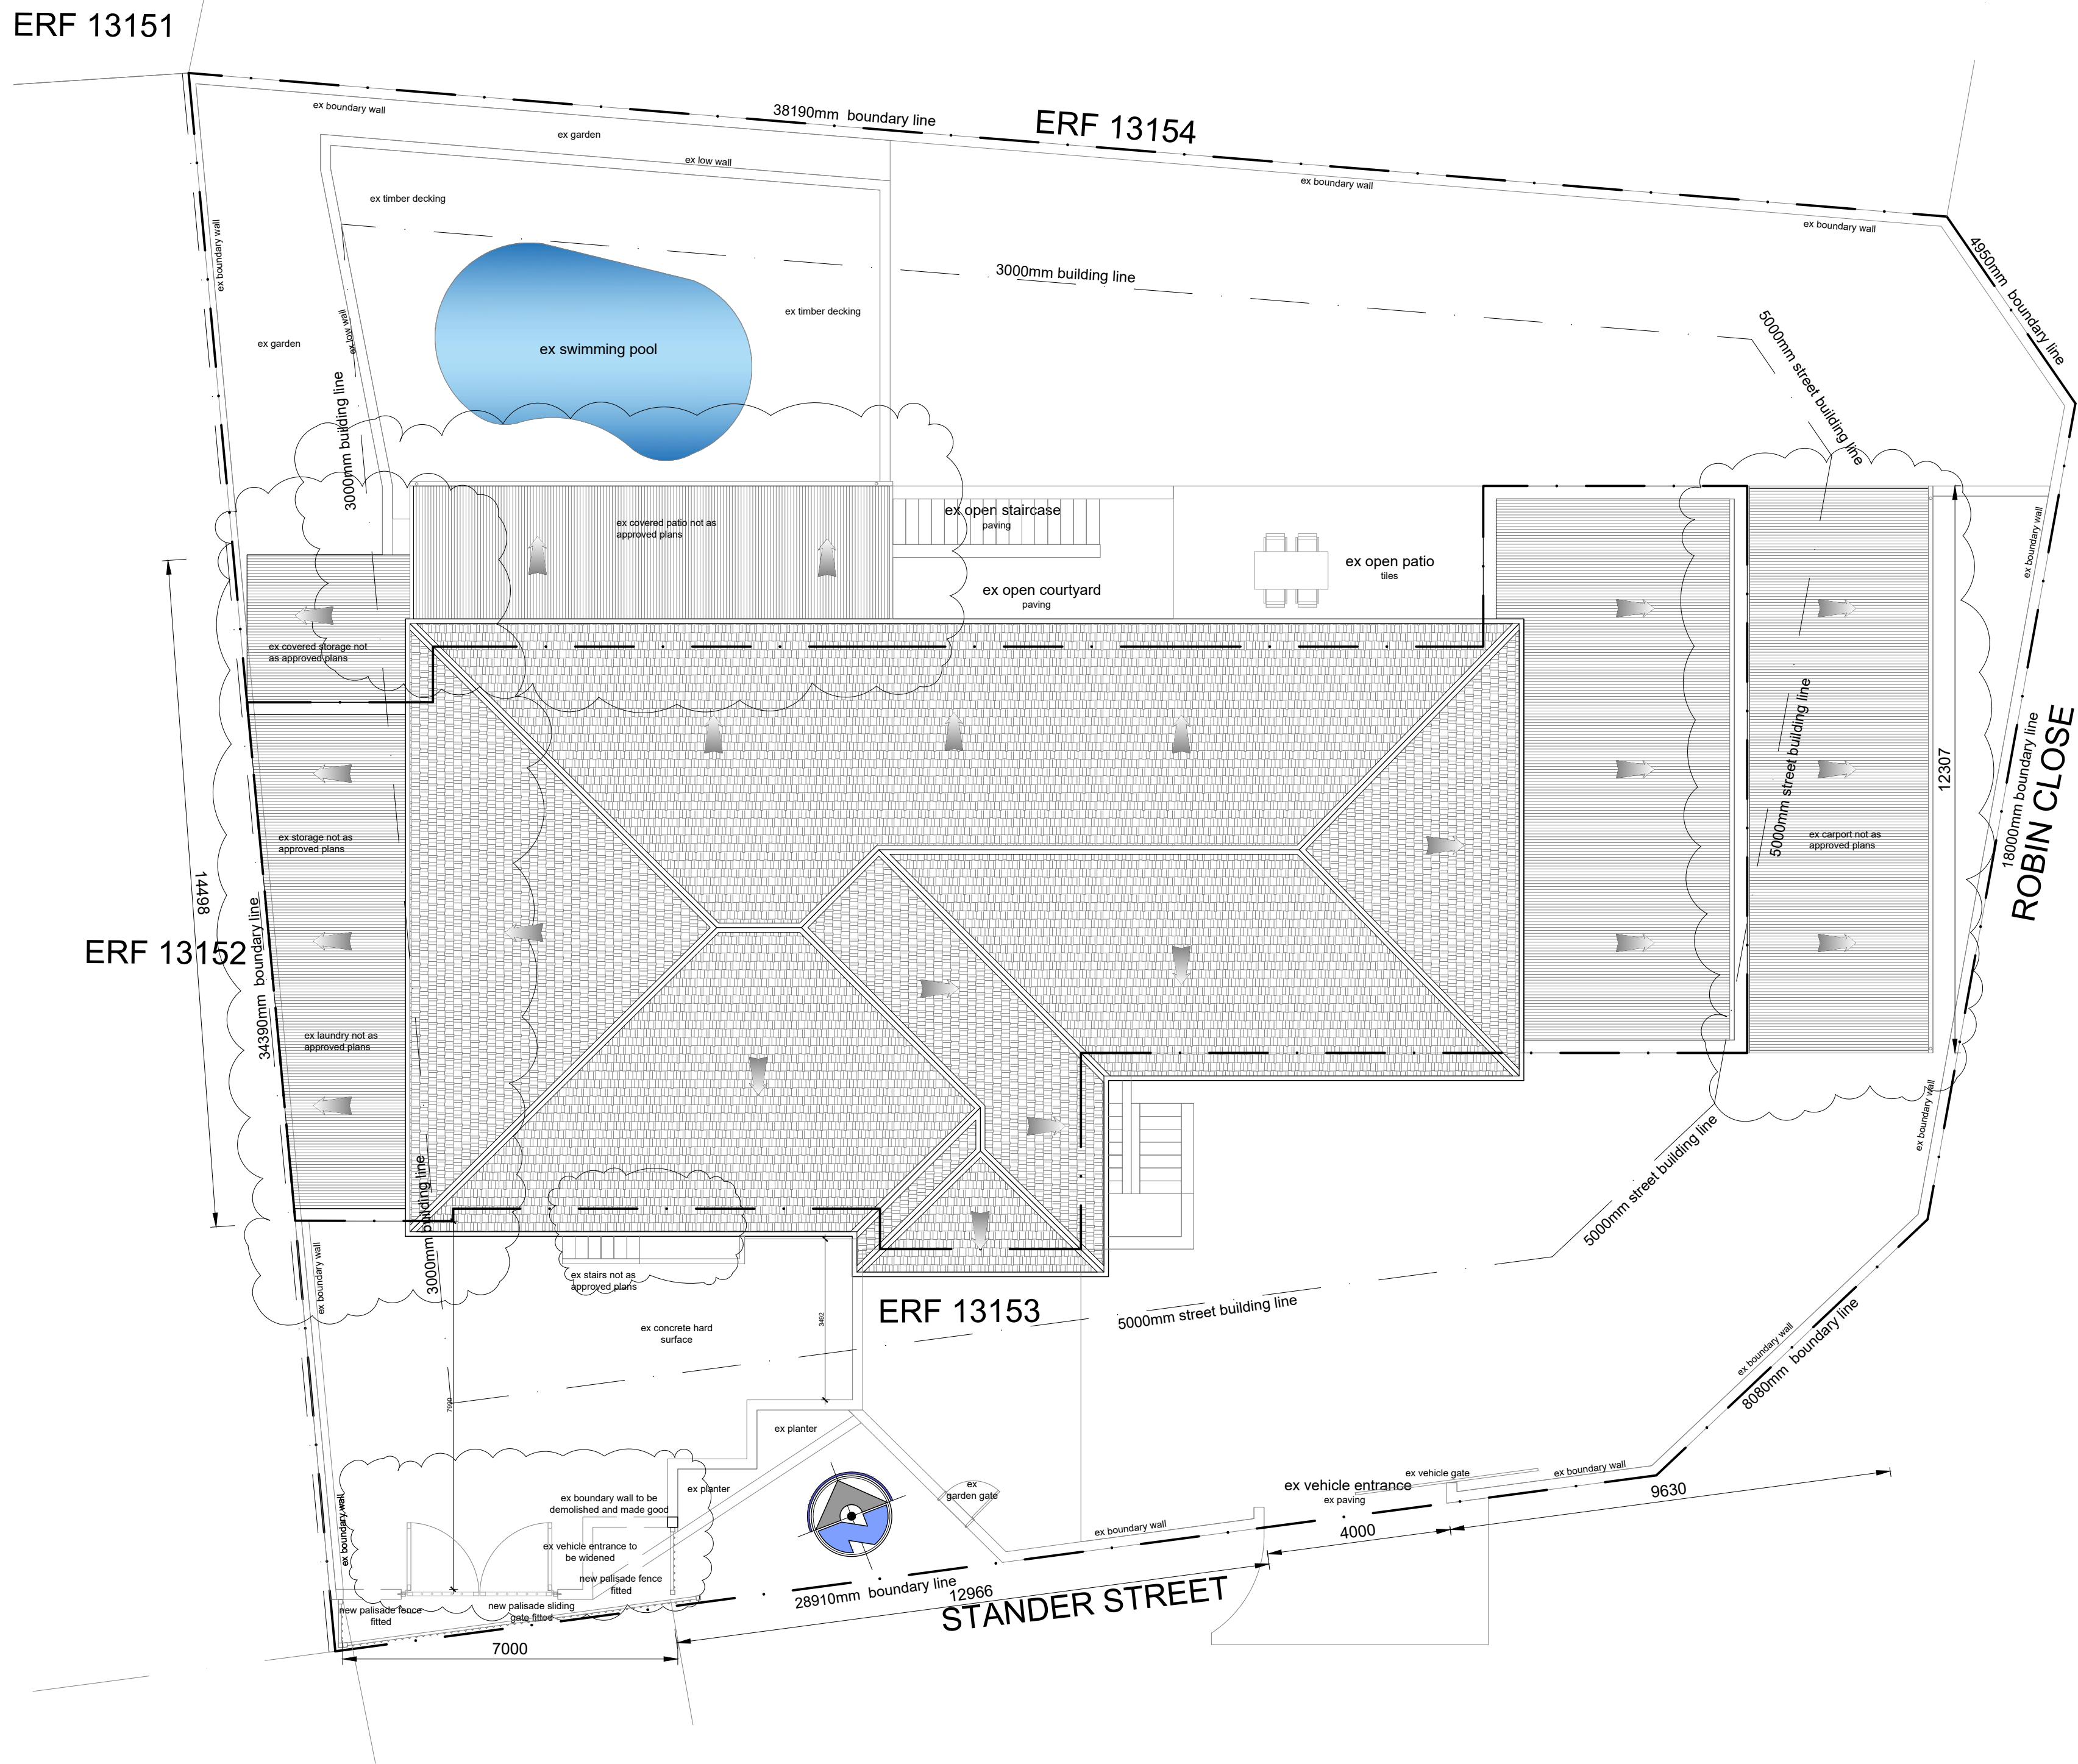 ERF 13151
ex boundary wall
38190mm boundary line
ERF 13154
ex garden
ex low wall
ex boundary wall
ex timber decking
ex boundary wall
ex boundary wall
4950mm boundary line
3000mm building line
ex timber decking
ex garden
ex low wall
ex swimming pool
5000mm street building line
3000mm building line
ex covered patio not as
approved plans
ex open staircase
paving
ex open courtyard
paving
ex open patio
tiles
ex boundary wall
ex covered storage not
as approved plans
ex storage not as
approved plans
14498
ERF 13152
34390mm boundary line
ex laundry not as
approved plans
5000mm street building line
12307
ex carport not as
approved plans
18000mm boundary line
ROBIN CLOSE
ex boundary wall
3000mm building line
ex boundary wall
ex stairs not as
approved plans
ex concrete hard
surface
3492
ERF 13153
5000mm street building line
5000mm street building line
7990
ex boundary wall
8080mm boundary line
ex planter
ex planter
ex boundary wall to be
demolished and made good
ex boundary wall
ex vehicle entrance to
be widened
new palisade fence
fitted
new palisade fence
fitted
new palisade sliding
gate fitted
ex
garden gate
ex boundary wall
ex vehicle entrance
ex paving
ex vehicle gate
ex boundary wall
9630
4000
28910mm boundary line
12966
STANDER STREET
7000